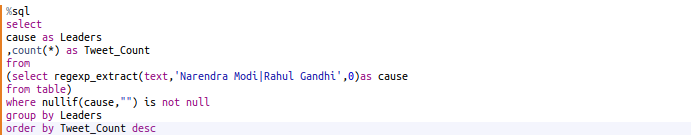 %sql
select
cause as Leaders
,count(*) as Tweet_Count
from
(select regexp_extract(text,'Narendra Modi|Rahul Gandhi',0)as cause
from table)
where nullif(cause,"") is not null
group by Leaders
order by Tweet_Count desc